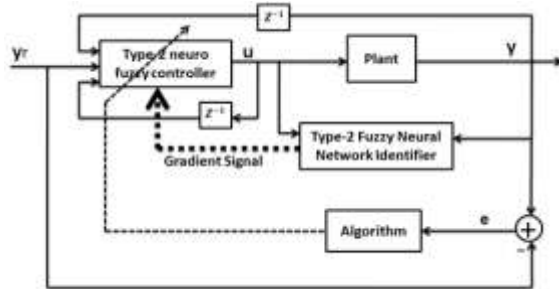 z⁻¹
yr
Type-2 neuro
fuzzy controller
u
Plant
y
z⁻¹
Gradient Signal
Type-2 Fuzzy Neural
Network Identifier
Algorithm
e
+
−